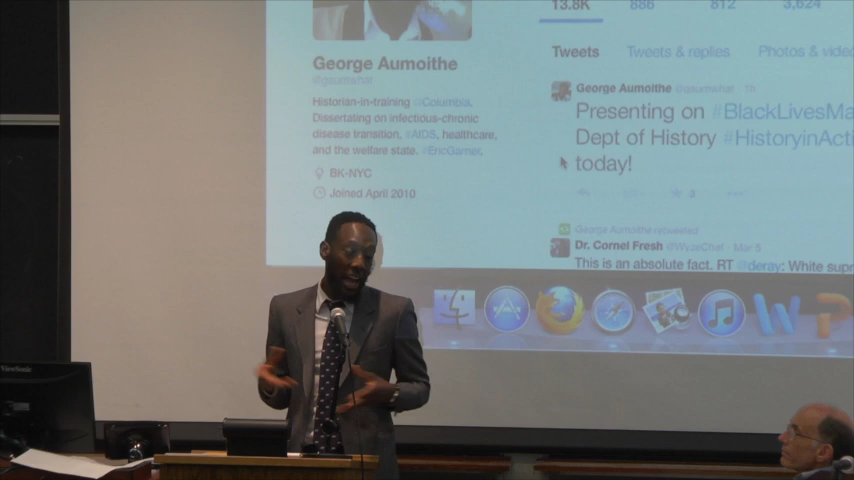 13.8K 886 812 3,624
George Aumoithe
Tweets Tweets & replies Photos &
Historian-in-training @Columbia.
Dissertating on infectious-chronic
disease transition, #AIDS, healthcare,
and the welfare state. #EricGarner.
BK-NYC
Joined April 2010
George Aumoithe 1h
Presenting on #BlackLivesMa
Dept of History #HistoryinActi
today!
3
George Aumoithe retweeted
Dr. Cornel Fresh Mar 5
This is an absolute fact. RT @deray: White supr
W
P
ViewSonic